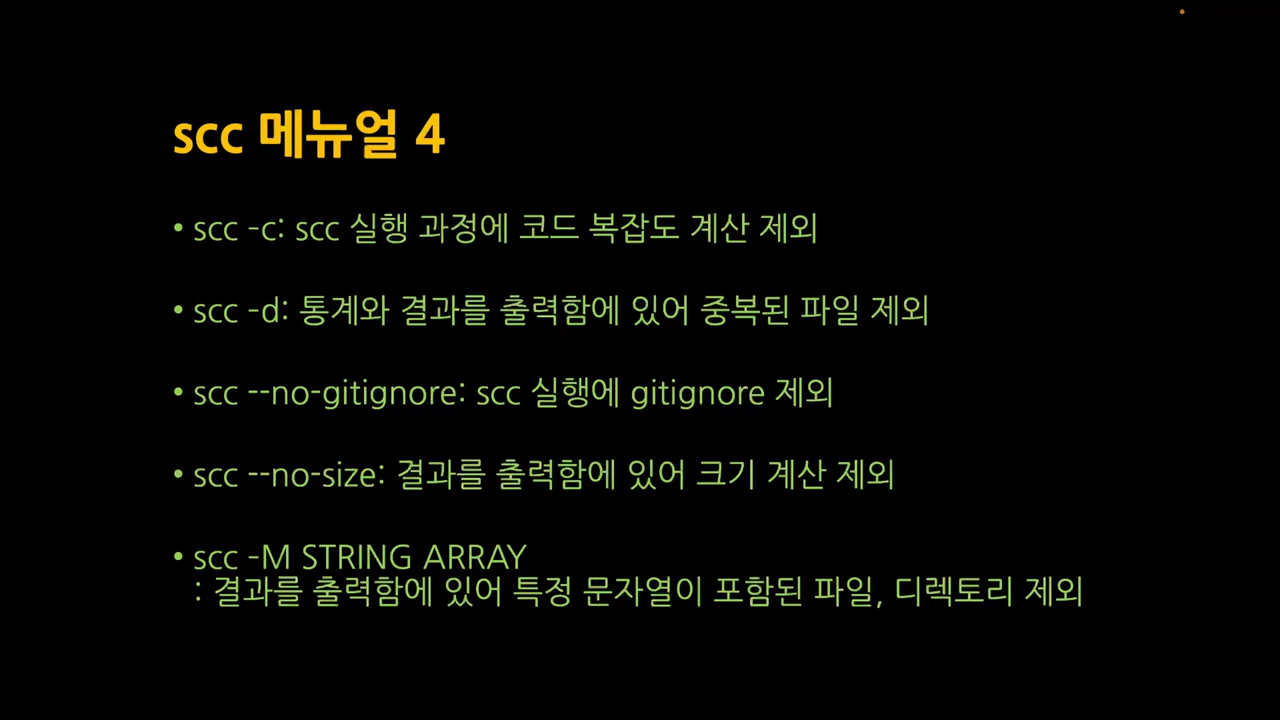 scc 메뉴얼 4
• scc -c: scc 실행 과정에 코드 복잡도 계산 제외
• scc -d: 통계와 결과를 출력함에 있어 중복된 파일 제외
• scc --no-gitignore: scc 실행에 gitignore 제외
• scc --no-size: 결과를 출력함에 있어 크기 계산 제외
• scc -M STRING ARRAY
: 결과를 출력함에 있어 특정 문자열이 포함된 파일, 디렉토리 제외